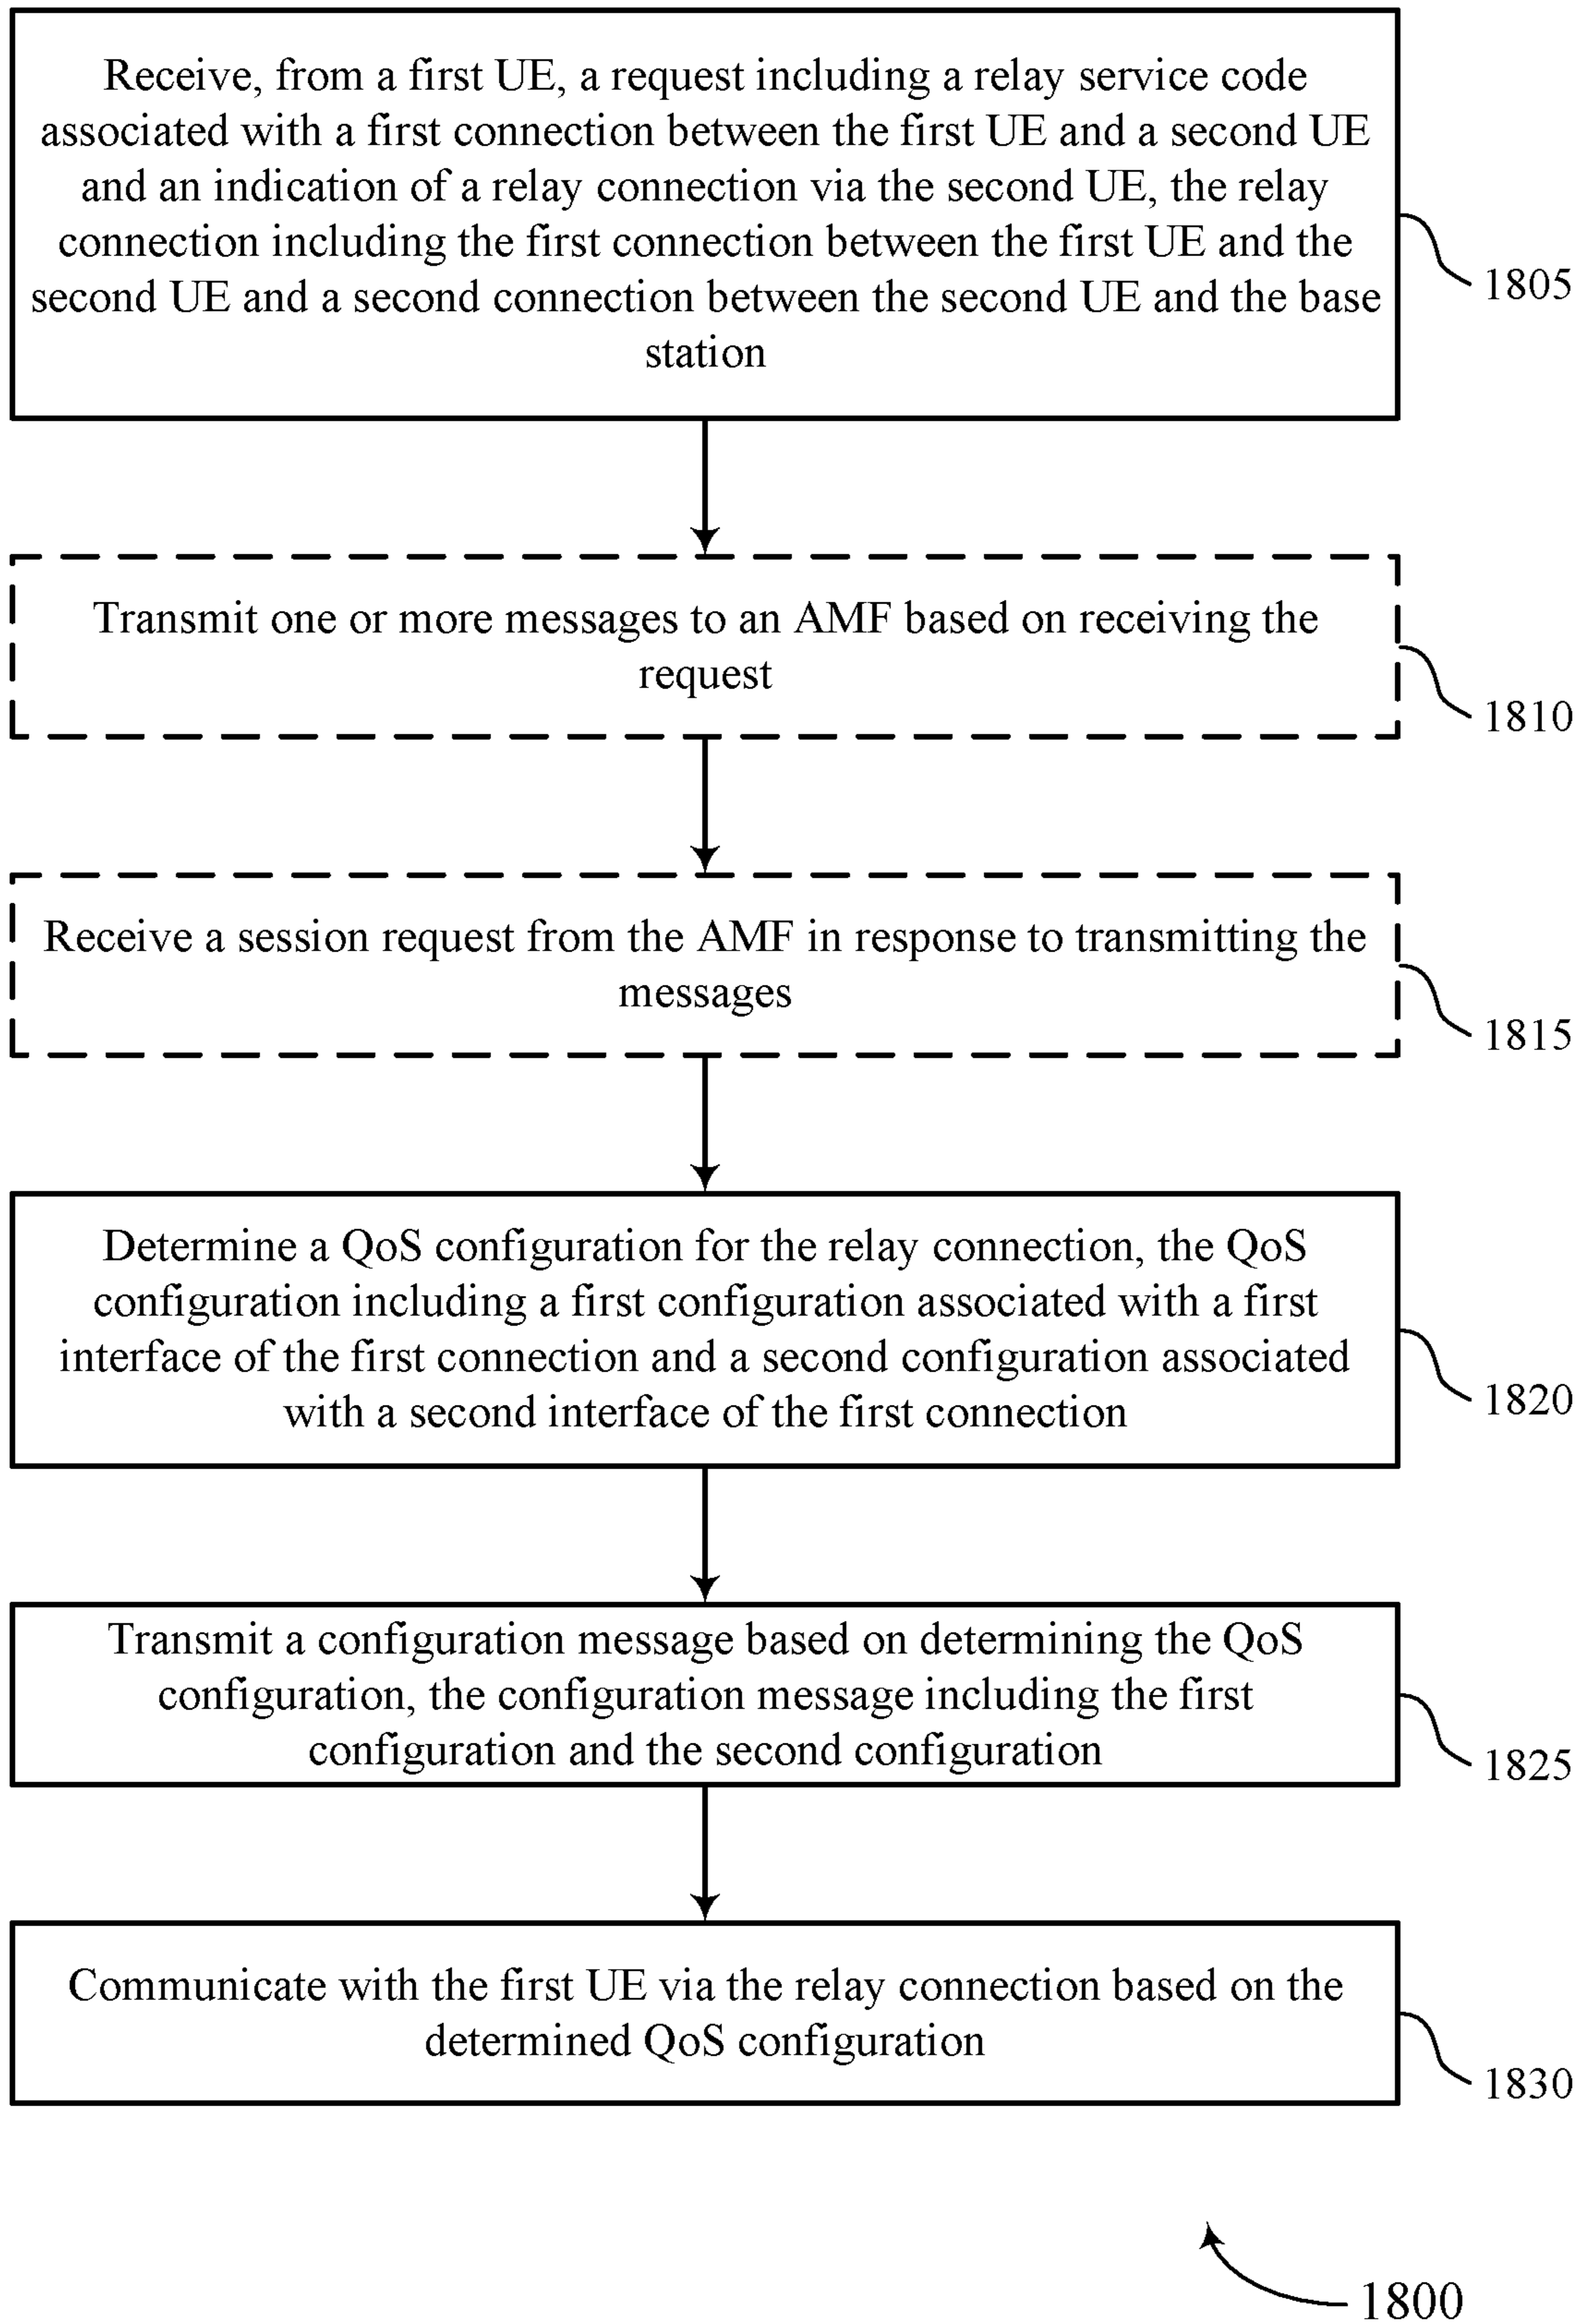 Receive, from a first UE, a request including a relay service code
associated with a first connection between the first UE and a second UE
and an indication of a relay connection via the second UE, the relay
connection including the first connection between the first UE and the
second UE and a second connection between the second UE and the base
station
1805
Transmit one or more messages to an AMF based on receiving the
request
1810
Receive a session request from the AMF in response to transmitting the
messages
1815
Determine a QoS configuration for the relay connection, the QoS
configuration including a first configuration associated with a first
interface of the first connection and a second configuration associated
with a second interface of the first connection
1820
Transmit a configuration message based on determining the QoS
configuration, the configuration message including the first
configuration and the second configuration
1825
Communicate with the first UE via the relay connection based on the
determined QoS configuration
1830
1800